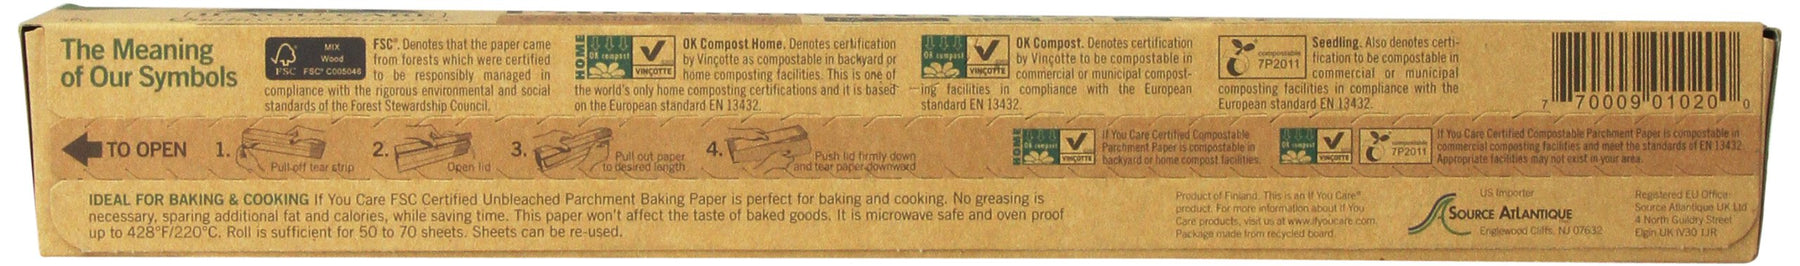 The Meaning
of Our Symbols
FSC
MIX
Wood
FSC® C005046
FSC®. Denotes that the paper came
from forests which were certified
to be responsibly managed in
compliance with the rigorous environmental and social
standards of the Forest Stewardship Council.
HOME
OK compost
VINÇOTTE
OK Compost Home. Denotes certification
by Vinçotte as compostable in backyard or
home composting facilities. This is one of
the world's only home composting certifications and it is based
on the European standard EN 13432.
OK compost
VINÇOTTE
OK Compost. Denotes certification
by Vinçotte to be compostable in
commercial or municipal compost-
ing facilities in compliance with the European
standard EN 13432.
compostable
7P2011
Seedling. Also denotes certi-
fication to be compostable in
commercial or municipal
composting facilities in compliance with the
European standard EN 13432.
7 70009 01020 0
TO OPEN
1.
Pull off tear strip
2.
Open lid
3.
Pull out paper
to desired length
4.
Push lid firmly down
and tear paper downward
HOME
OK compost
VINÇOTTE
If You Care Certified Compostable
Parchment Paper is compostable in
backyard or home compost facilities.
OK compost
VINÇOTTE
compostable
7P2011
If You Care Certified Compostable Parchment Paper is compostable in
commercial composting facilities and meet the standards of EN 13432.
Appropriate facilities may not exist in your area.
IDEAL FOR BAKING & COOKING If You Care FSC Certified Unbleached Parchment Baking Paper is perfect for baking and cooking. No greasing is
necessary, sparing additional fat and calories, while saving time. This paper won't affect the taste of baked goods. It is microwave safe and oven proof
up to 428°F/220°C. Roll is sufficient for 50 to 70 sheets. Sheets can be re-used.
Product of Finland. This is an If You Care®
product. For more information about If You
Care products, visit us at www.ifyoucare.com.
Package made from recycled board.
US Importer
SOURCE ATLANTIQUE
Englewood Cliffs, NJ 07632
Registered EU Office:
Source Atlantique UK Ltd
4 North Guildry Street
Elgin UK IV30 1JR